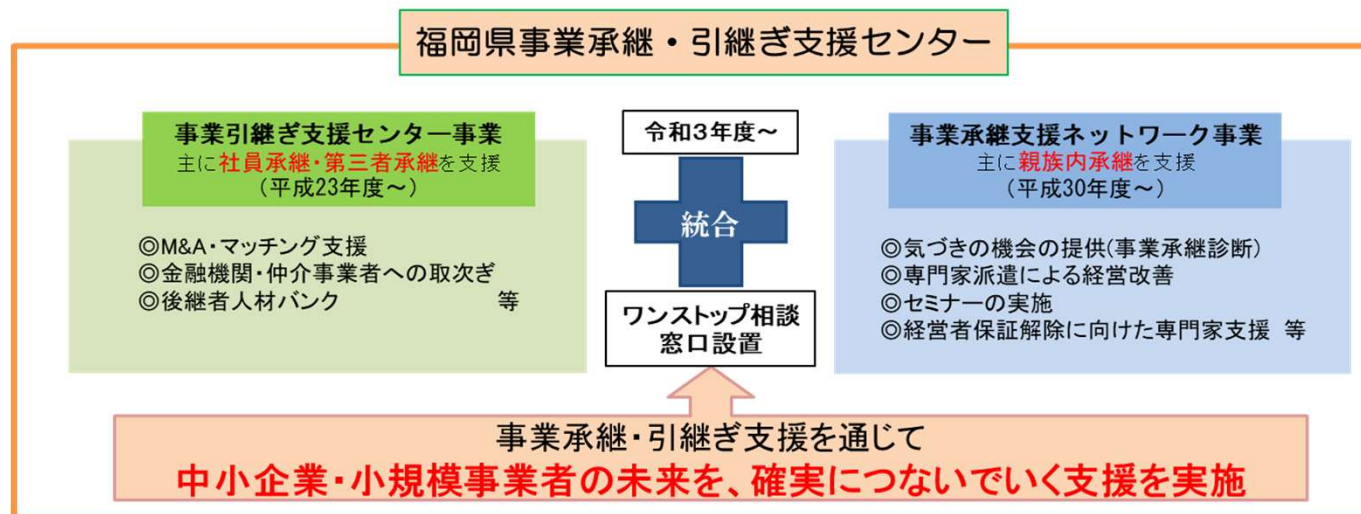 福岡県事業承継・引継ぎ支援センター
事業引継ぎ支援センター事業
主に社員承継・第三者承継を支援
(平成23年度～)
◎M&A・マッチング支援
◎金融機関・仲介事業者への取次ぎ
◎後継者人材バンク 等
令和3年度～
統合
ワンストップ相談
窓口設置
事業承継支援ネットワーク事業
主に親族内承継を支援
(平成30年度～)
◎気づきの機会の提供(事業承継診断)
◎専門家派遣による経営改善
◎セミナーの実施
◎経営者保証解除に向けた専門家支援 等
事業承継・引継ぎ支援を通じて
中小企業・小規模事業者の未来を、確実につないでいく支援を実施